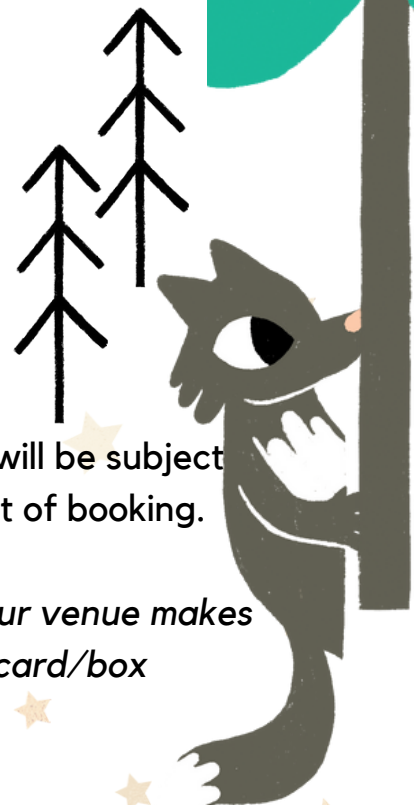 will be subject
t of booking.
ur venue makes
card/box